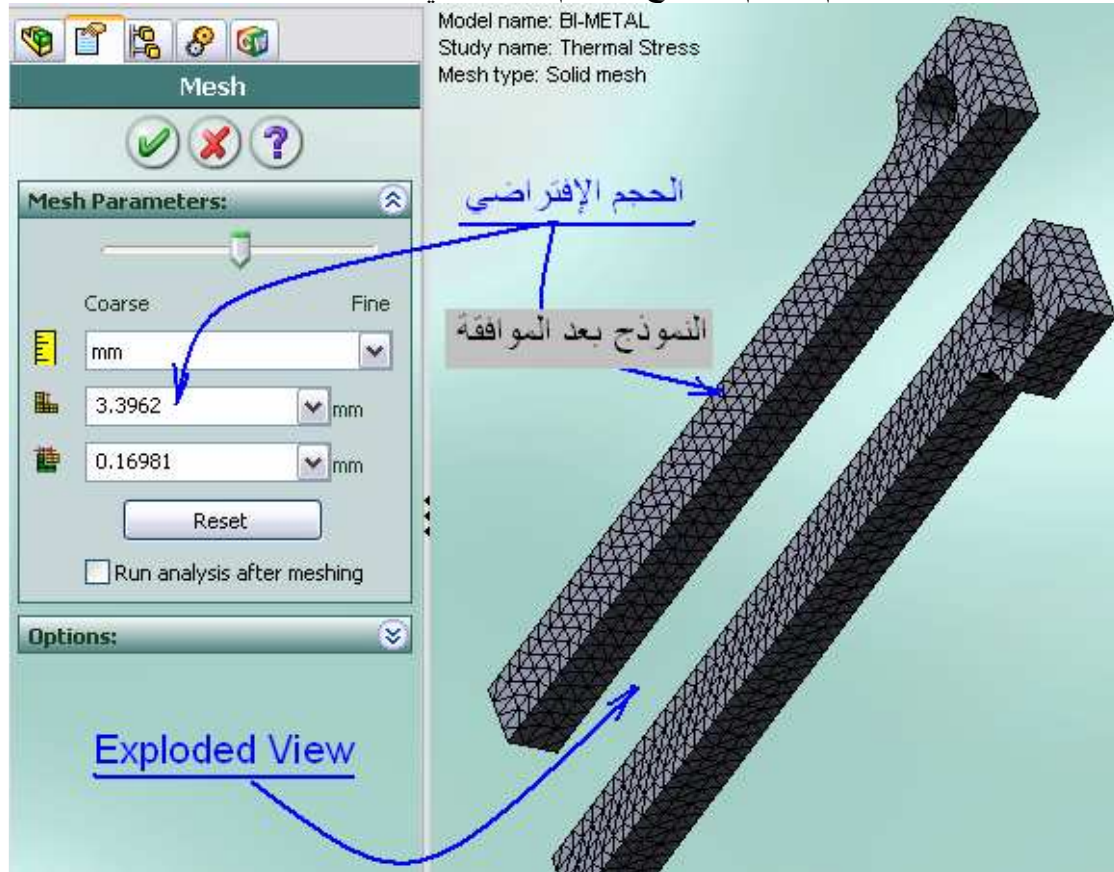 Model name: BI-METAL
Study name: Thermal Stress
Mesh type: Solid mesh
Mesh
Mesh Parameters:
الحجم الإفتراضي
Coarse Fine
النموذج بعد الموافقة
mm
3.3962 mm
0.16981 mm
Reset
Run analysis after meshing
Options:
Exploded View